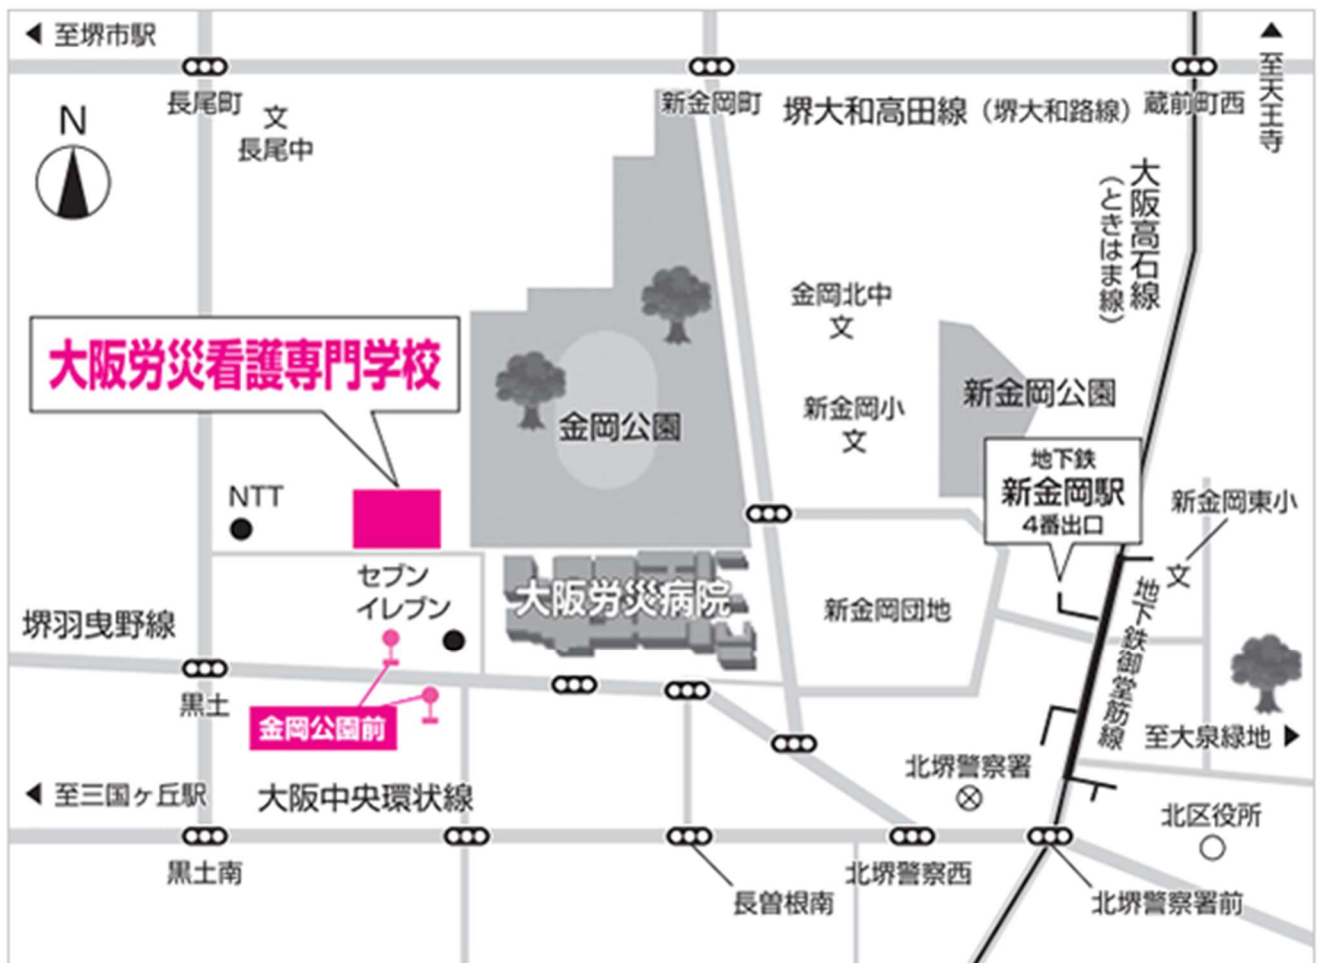 ◀ 至堺市駅
▲至天王寺
長尾町
新金岡町
堺大和高田線（堺大和路線）
蔵前町西
N
文
長尾中
大阪高石線
（ときはま線）
金岡北中
文
大阪労災看護専門学校
新金岡公園
新金岡小
文
金岡公園
地下鉄
新金岡駅
4番出口
NTT
新金岡東小
文
セブン
イレブン
大阪労災病院
新金岡団地
堺羽曳野線
地下鉄御堂筋線
黒土
金岡公園前
至大泉緑地 ▶
北堺警察署
◀ 至三国ヶ丘駅
大阪中央環状線
北区役所
黒土南
北堺警察西
長曽根南
北堺警察署前